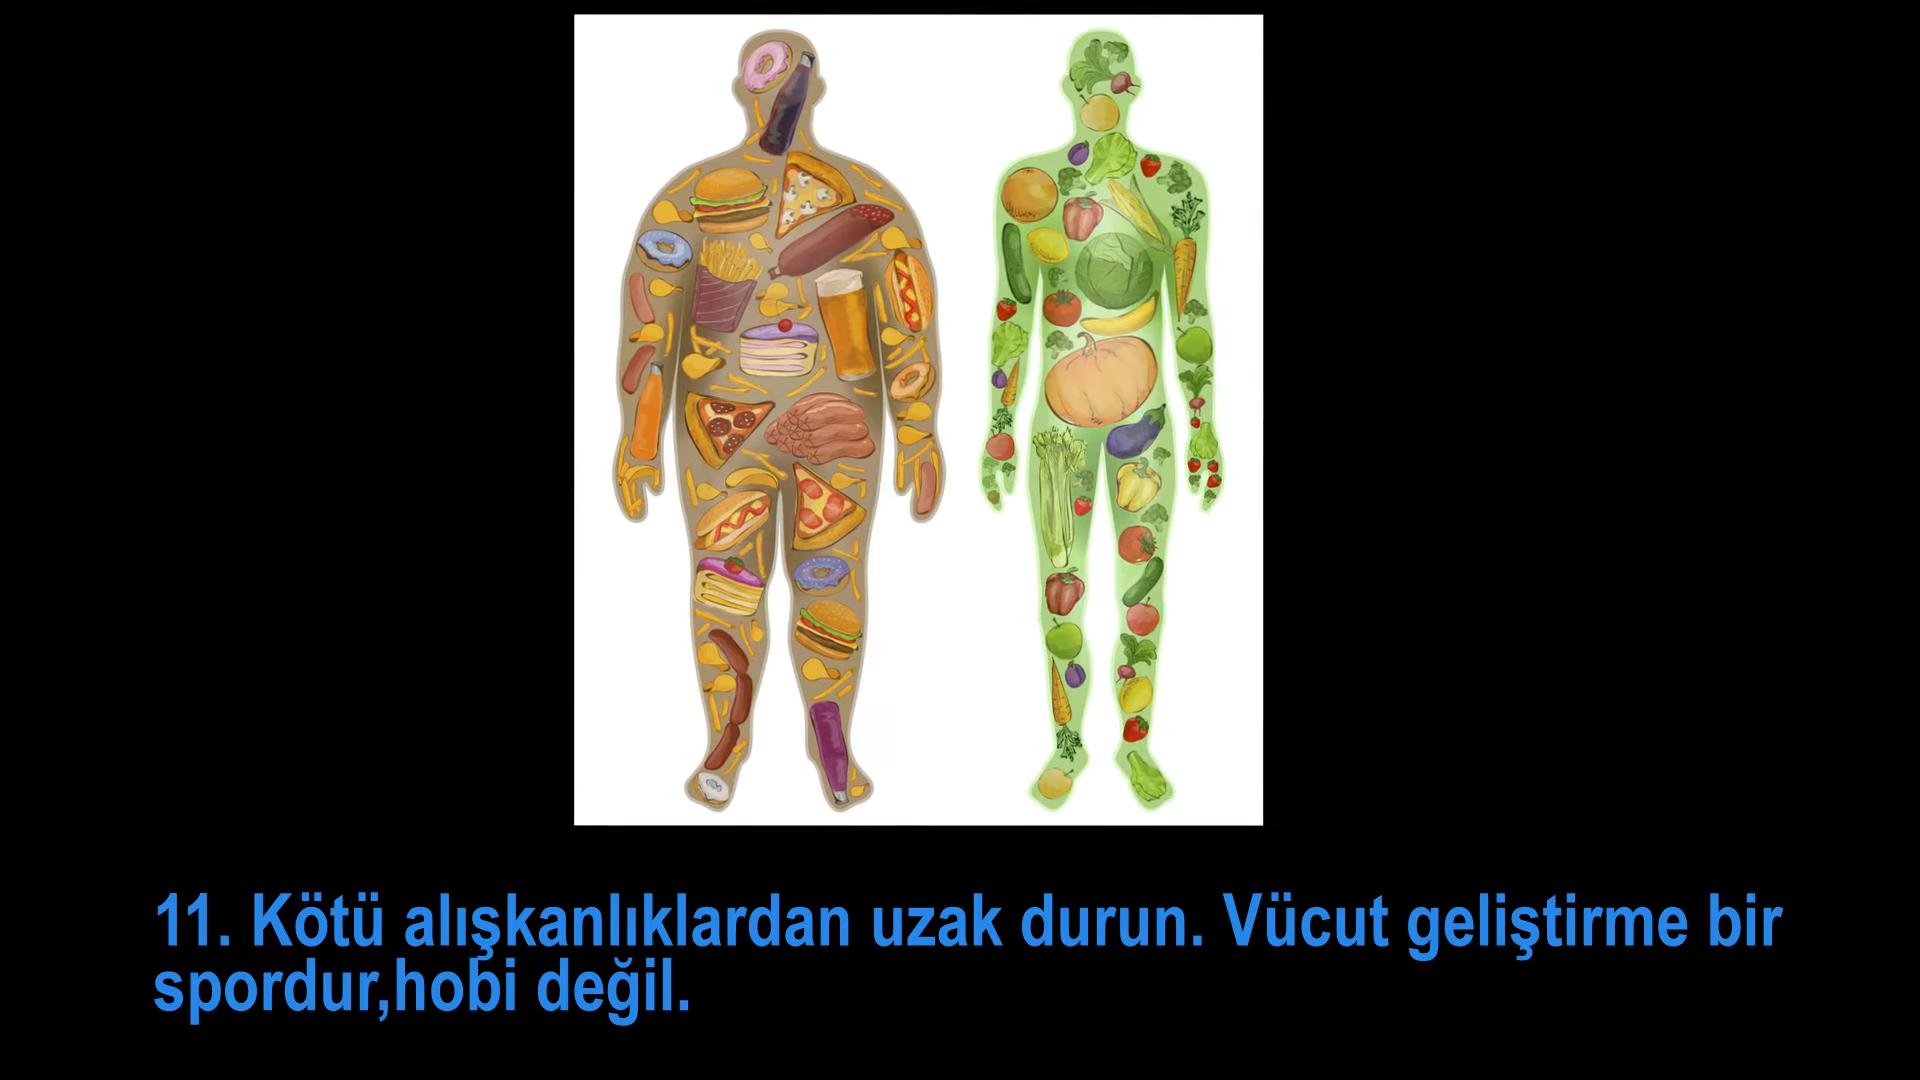 11. Kötü alışkanlıklardan uzak durun. Vücut geliştirme bir
spordur,hobi değil.